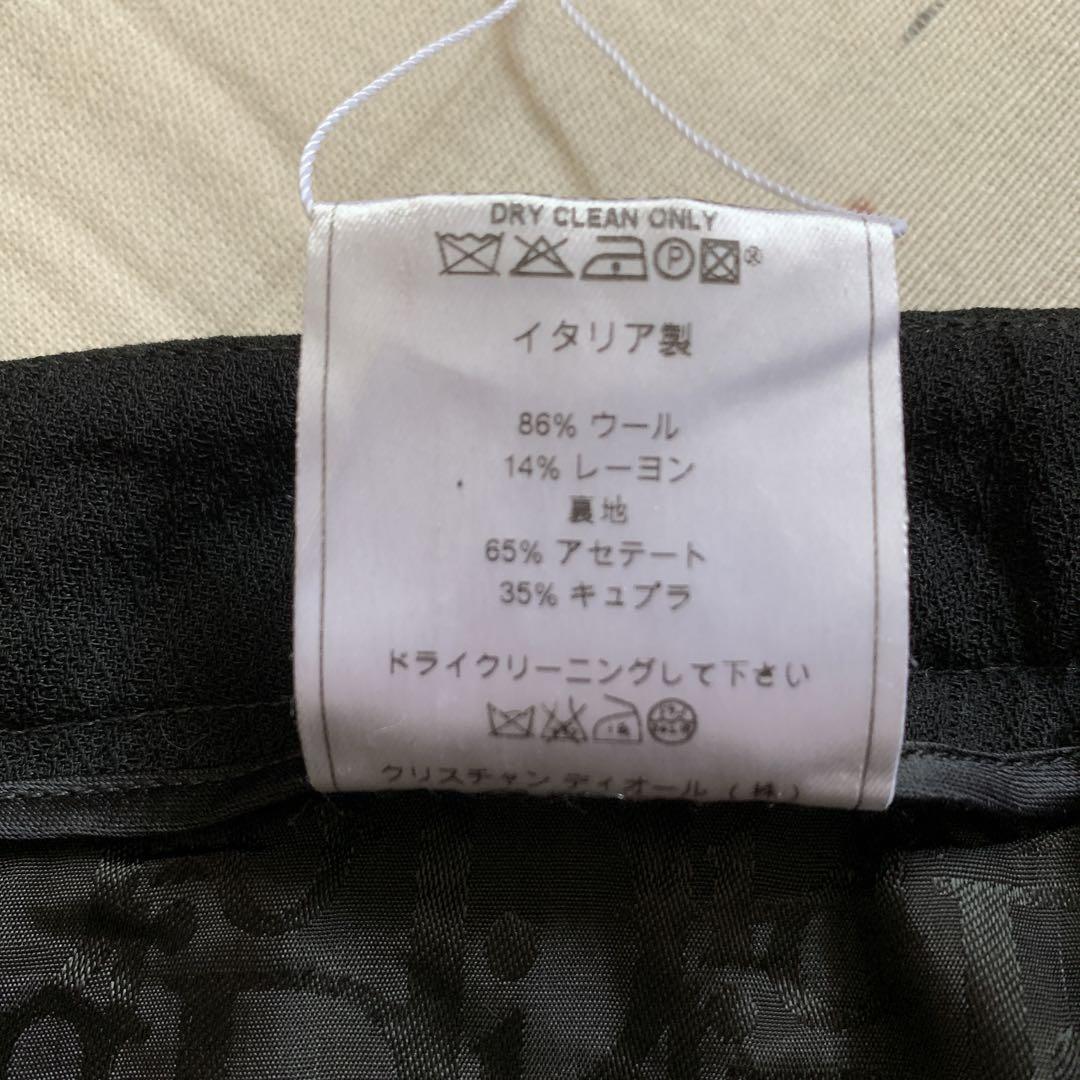 DRY CLEAN ONLY
P
イタリア製
86% ウール
14% レーヨン
裏地
65% アセテート
35% キュプラ
ドライクリーニングして下さい
クリスチャン ディオール (株)